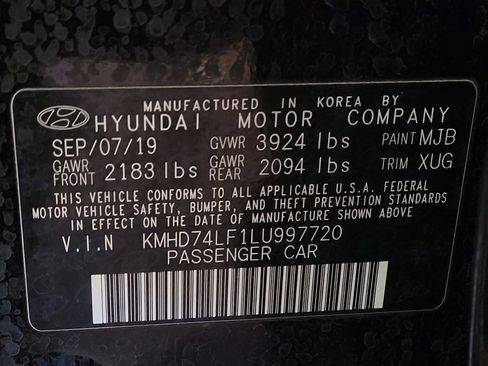 MANUFACTURED IN KOREA BY
HYUNDAI MOTOR COMPANY
SEP/07/19 GVWR 3924 lbs PAINT MJB
GAWR FRONT 2183 lbs GAWR REAR 2094 lbs TRIM XUG
THIS VEHICLE CONFORMS TO ALL APPLICABLE U.S.A. FEDERAL
MOTOR VEHICLE SAFETY, BUMPER, AND THEFT PREVENTION STANDARDS
IN EFFECT ON THE DATE OF MANUFACTURE SHOWN ABOVE
V.I.N KMHD74LF1LU997720
PASSENGER CAR